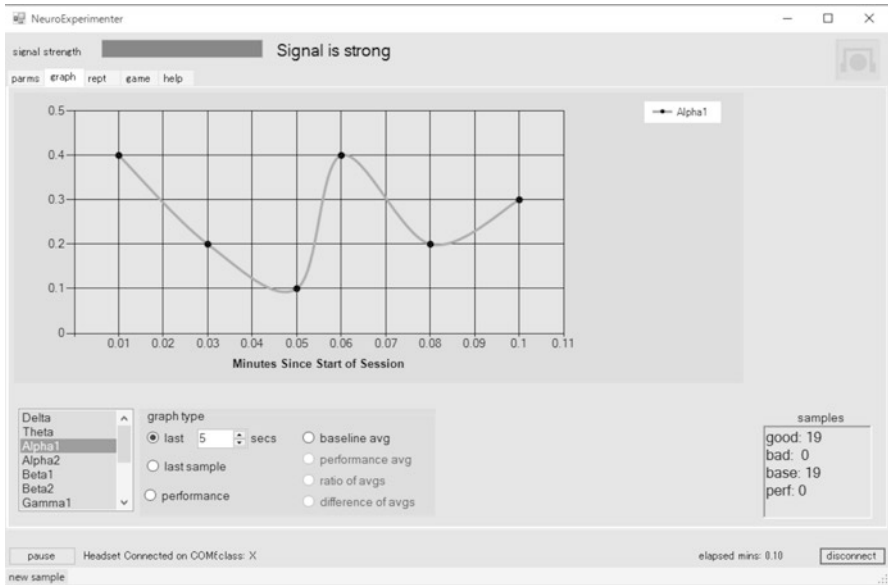 NeuroExperimenter
signal strength
Signal is strong
parms graph rept game help
0.5
0.4
0.3
0.2
0.1
0
0.01 0.02 0.03 0.04 0.05 0.06 0.07 0.08 0.09 0.1 0.11
Minutes Since Start of Session
Alpha1
Delta
Theta
Alpha1
Alpha2
Beta1
Beta2
Gamma1
graph type
last 5 secs
last sample
performance
baseline avg
performance avg
ratio of avgs
difference of avgs
samples
good: 19
bad: 0
base: 19
perf: 0
pause Headset Connected on class: X
elapsed mins: 0.10 disconnect
new sample